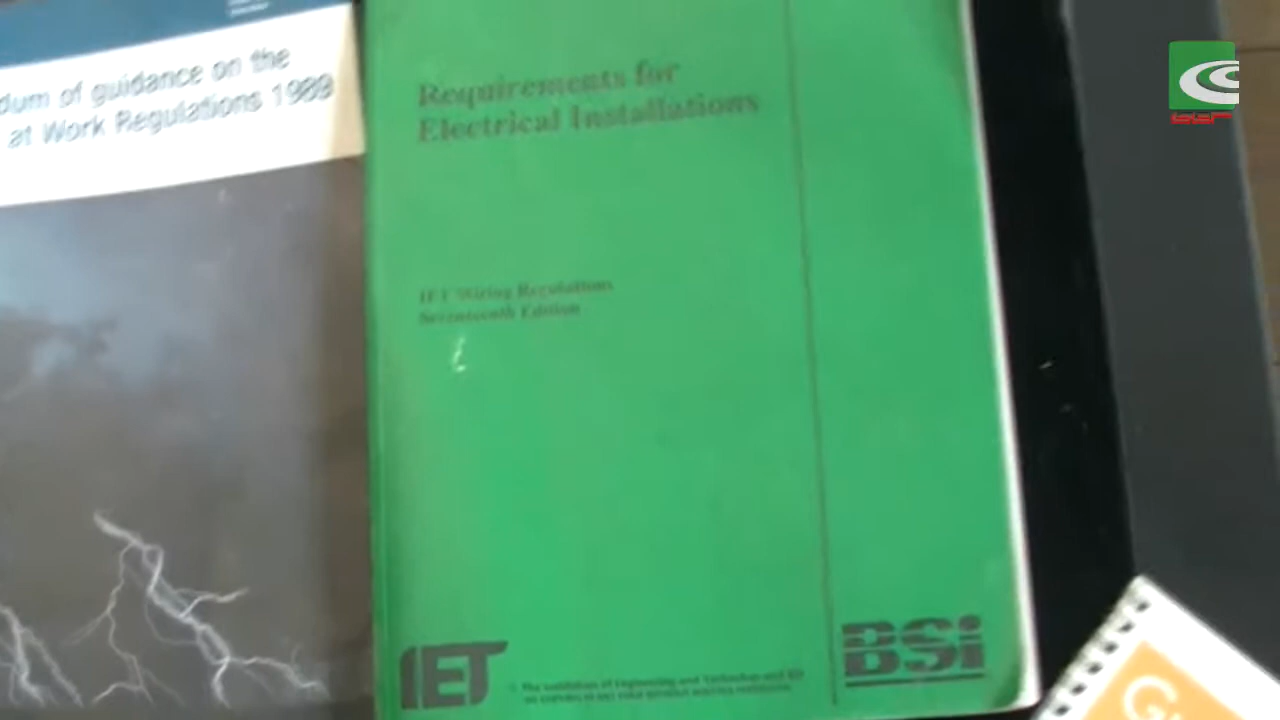 dum of guidance on the
at Work Regulations 1989
Requirements for
Electrical Installations
IET Wiring Regulations
Seventeenth Edition
IET
BSi